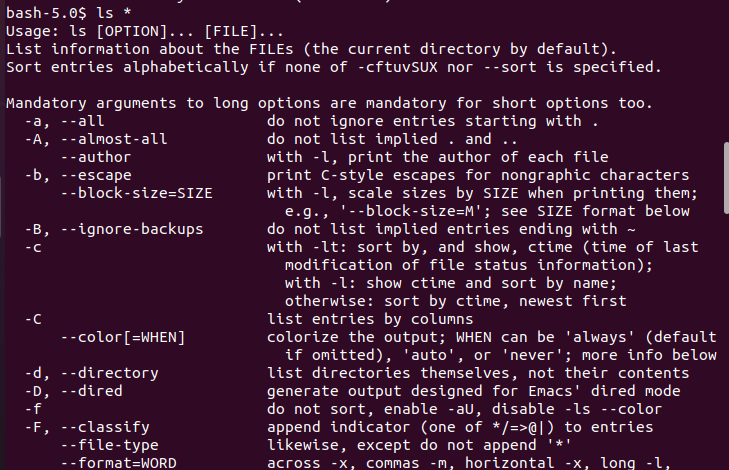 bash-5.0$ ls *
Usage: ls [OPTION]... [FILE]...
List information about the FILEs (the current directory by default).
Sort entries alphabetically if none of -cftuvSUX nor --sort is specified.

Mandatory arguments to long options are mandatory for short options too.
  -a, --all                  do not ignore entries starting with .
  -A, --almost-all           do not list implied . and ..
      --author               with -l, print the author of each file
  -b, --escape               print C-style escapes for nongraphic characters
      --block-size=SIZE      with -l, scale sizes by SIZE when printing them;
                               e.g., '--block-size=M'; see SIZE format below
  -B, --ignore-backups       do not list implied entries ending with ~
  -c                         with -lt: sort by, and show, ctime (time of last
                               modification of file status information);
                               with -l: show ctime and sort by name;
                               otherwise: sort by ctime, newest first
  -C                         list entries by columns
      --color[=WHEN]         colorize the output; WHEN can be 'always' (default
                               if omitted), 'auto', or 'never'; more info below
  -d, --directory            list directories themselves, not their contents
  -D, --dired                generate output designed for Emacs' dired mode
  -f                         do not sort, enable -aU, disable -ls --color
  -F, --classify             append indicator (one of */=>@|) to entries
      --file-type            likewise, except do not append '*'
      --format=WORD          across -x, commas -m, horizontal -x, long -l,